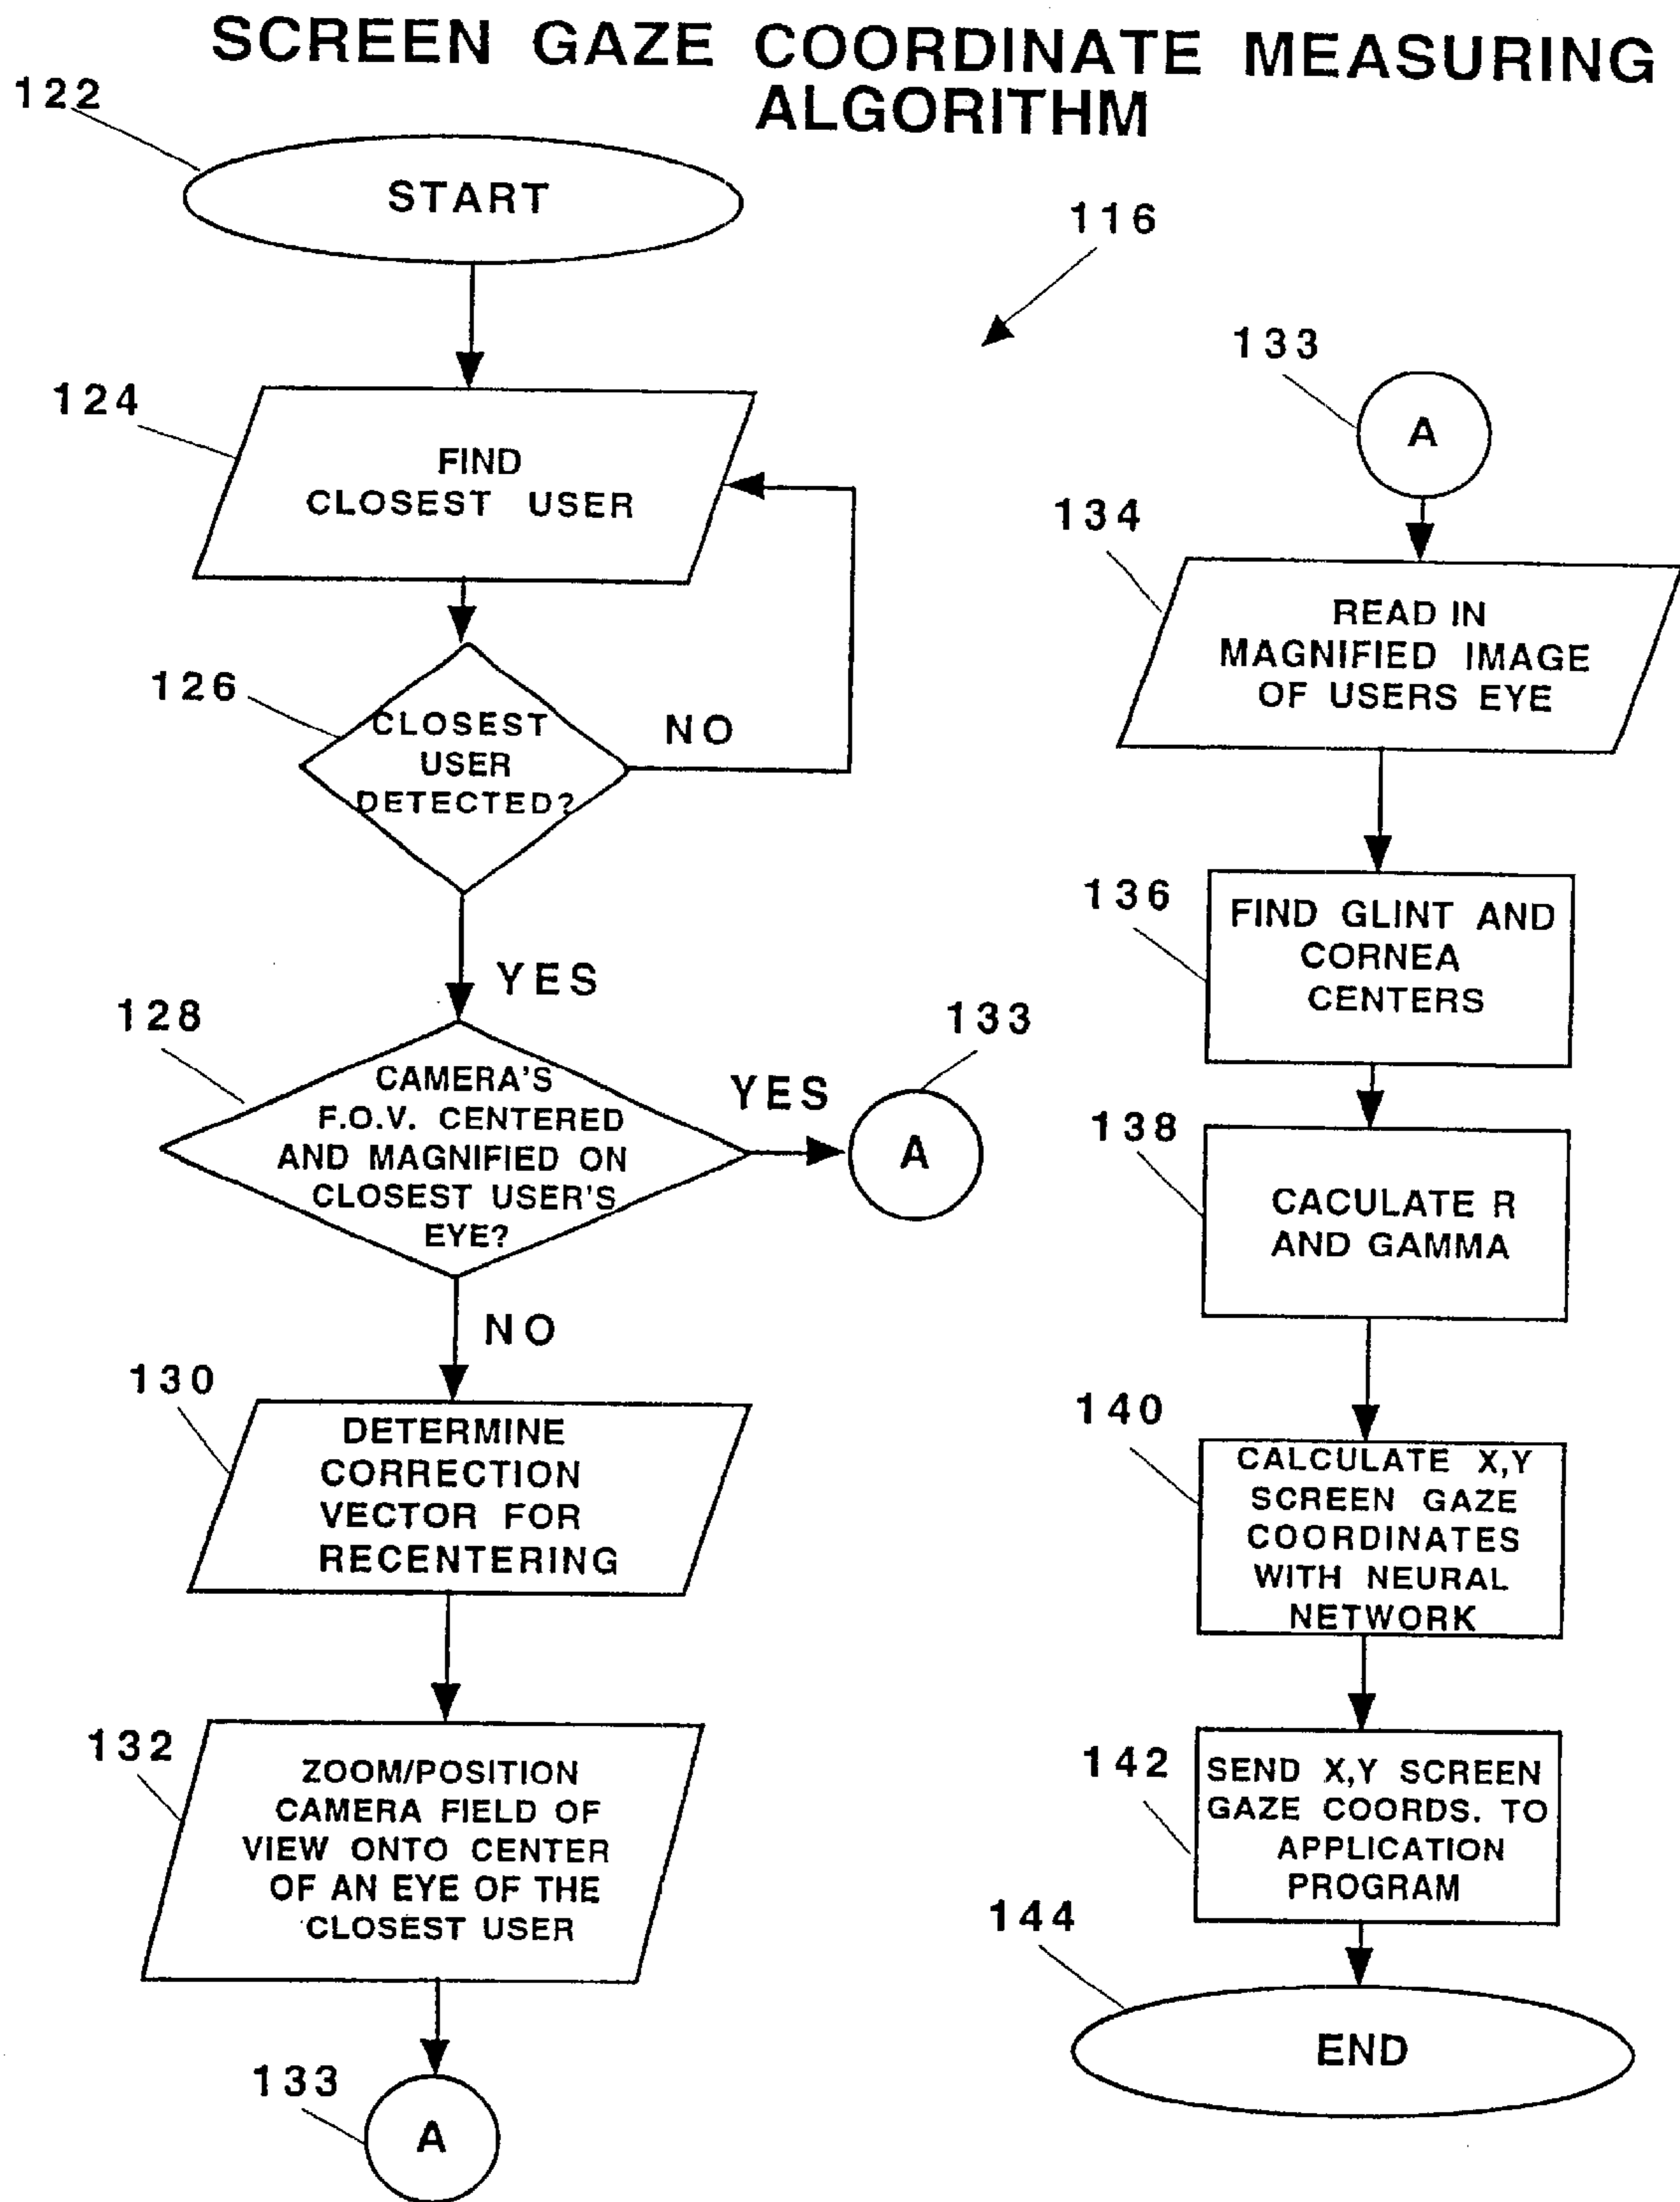 SCREEN GAZE COORDINATE MEASURING
ALGORITHM
122
START
116
124
FIND
CLOSEST USER
126
CLOSEST
USER
DETECTED?
NO
YES
128
CAMERA'S
F.O.V. CENTERED
AND MAGNIFIED ON
CLOSEST USER'S
EYE?
YES
133
A
NO
130
DETERMINE
CORRECTION
VECTOR FOR
RECENTERING
132
ZOOM/POSITION
CAMERA FIELD OF
VIEW ONTO CENTER
OF AN EYE OF THE
CLOSEST USER
133
A
133
A
134
READ IN
MAGNIFIED IMAGE
OF USERS EYE
136
FIND GLINT AND
CORNEA
CENTERS
138
CACULATE R
AND GAMMA
140
CALCULATE X,Y
SCREEN GAZE
COORDINATES
WITH NEURAL
NETWORK
142
SEND X,Y SCREEN
GAZE COORDS. TO
APPLICATION
PROGRAM
144
END